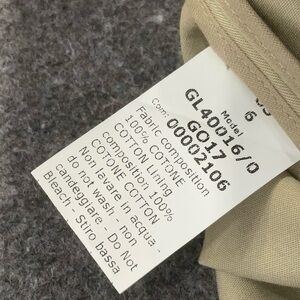 6
Model
GL40016/0
GO17
00002106
Fabric composition
100% COTONE
COTTON Lining
composition 100%
COTONE COTTON
Non lavare in acqua -
do not wash - non
candeggiare - Do Not
Bleach - Stiro bassa